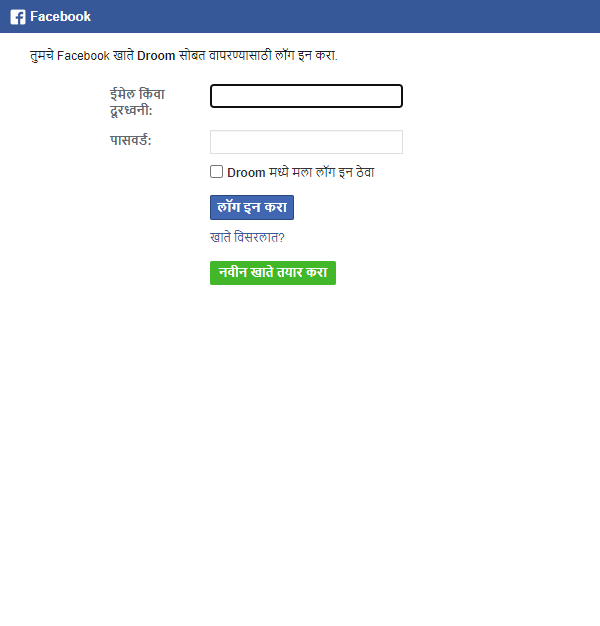 Facebook
तुमचे Facebook खाते Droom सोबत वापरण्यासाठी लॉग इन करा.
ईमेल किंवा
दूरध्वनी:
पासवर्ड:
Droom मध्ये मला लॉग इन ठेवा
लॉग इन करा
खाते विसरलात?
नवीन खाते तयार करा